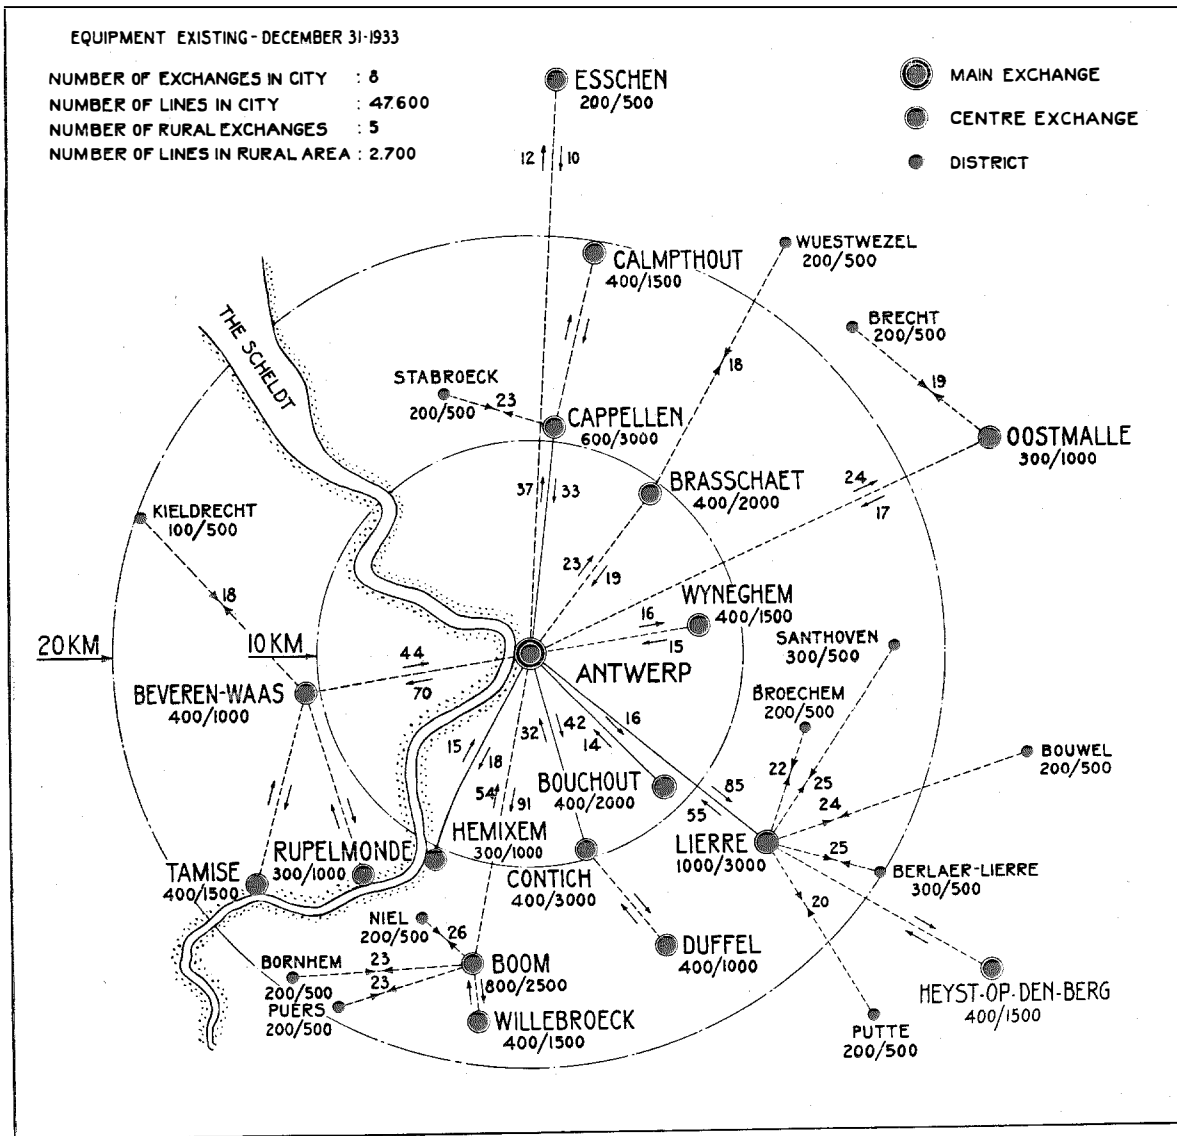 EQUIPMENT EXISTING - DECEMBER 31-1933
NUMBER OF EXCHANGES IN CITY : 8
NUMBER OF LINES IN CITY : 47.600
NUMBER OF RURAL EXCHANGES : 5
NUMBER OF LINES IN RURAL AREA : 2.700
MAIN EXCHANGE
CENTRE EXCHANGE
DISTRICT
ESSCHEN
200/500
12
10
CALMPTHOUT
400/1500
WUESTWEZEL
200/500
BRECHT
200/500
THE SCHELDT
18
19
STABROECK
200/500
23
CAPPELLEN
600/3000
OOSTMALLE
300/1000
BRASSCHAET
400/2000
37
33
24
17
KIELDRECHT
100/500
18
23
19
WYNEGHEM
400/1500
16
15
20 KM
10 KM
SANTHOVEN
300/500
44
70
ANTWERP
BEVEREN-WAAS
400/1000
BROECHEM
200/500
BOUWEL
200/500
15
18
32
42
14
16
54
91
BOUCHOUT
400/2000
85
55
22
25
24
HEMIXEM
300/1000
LIERRE
1000/3000
25
BERLAER-LIERRE
300/500
TAMISE
400/1500
RUPELMONDE
300/1000
CONTICH
400/3000
20
NIEL
200/500
26
DUFFEL
400/1000
BORNHEM
200/500
23
23
BOOM
800/2500
PUERS
200/500
WILLEBROECK
400/1500
HEYST-OP-DEN-BERG
400/1500
PUTTE
200/500